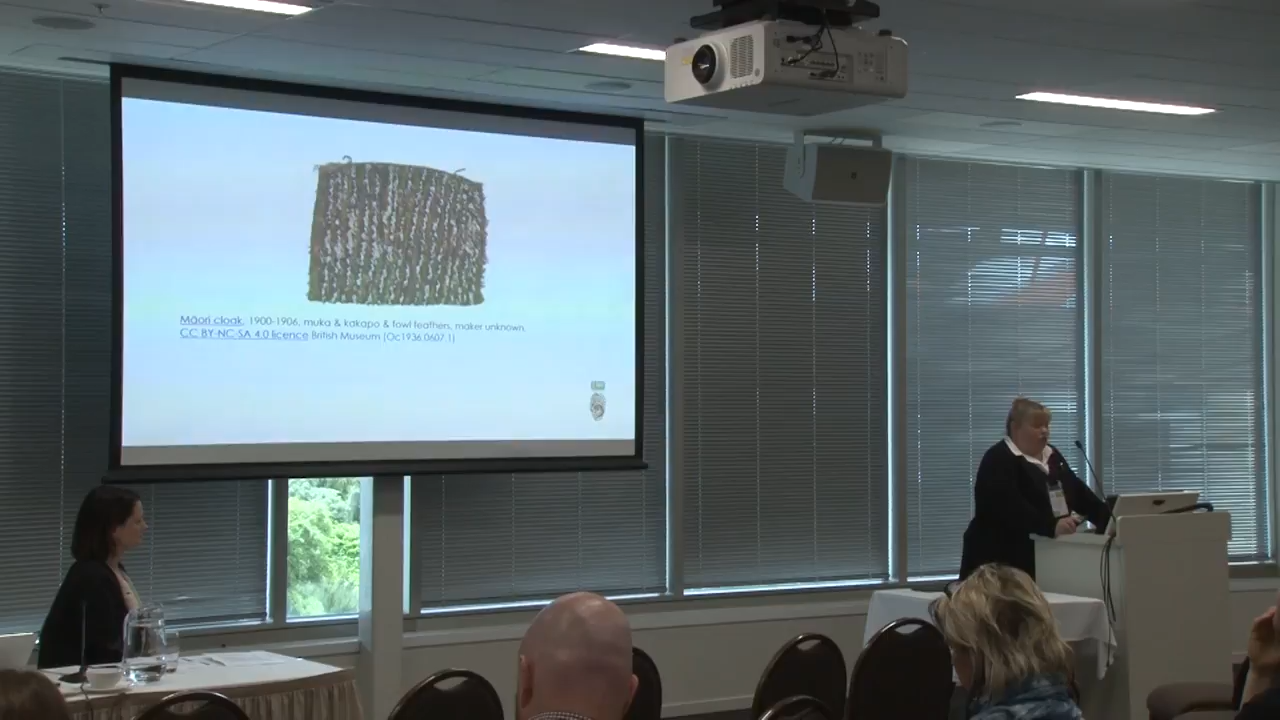 Māori cloak, 1900-1906, muka & kakapo & fowl feathers, maker unknown.
CC BY-NC-SA 4.0 licence British Museum (Oc1936,0607.1)